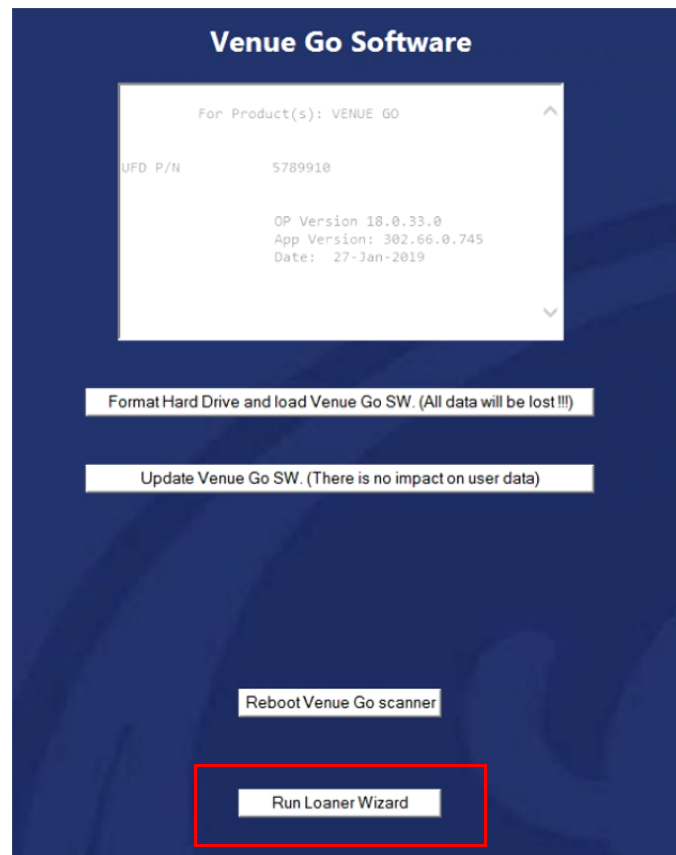 Venue Go Software
For Product(s): VENUE GO
UFD P/N 5789910
OP Version 18.0.33.0
App Version: 302.66.0.745
Date: 27-Jan-2019
Format Hard Drive and load Venue Go SW. (All data will be lost !!!)
Update Venue Go SW. (There is no impact on user data)
Reboot Venue Go scanner
Run Loaner Wizard